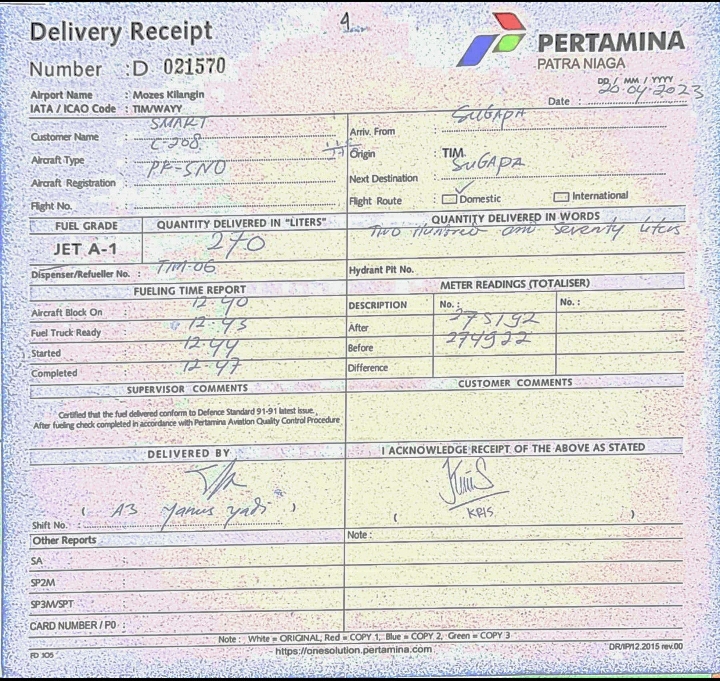 Delivery Receipt
4
PERTAMINA
PATRA NIAGA
Number : D 021570
Airport Name : Mozes Kilangin
IATA / ICAO Code : TIM/WAYY
DD / MM / YYYY
Date : 26-04-2023
Customer Name : SMART
Arriv. From : SUGAPA
Aircraft Type : C-208
Origin TIM
Aircraft Registration : PK-SNO
Next Destination : SUGAPA
Flight No. :
Flight Route : ✓ Domestic International
FUEL GRADE QUANTITY DELIVERED IN "LITERS" QUANTITY DELIVERED IN WORDS
JET A-1 270 Two Hundred and Seventy liters
Dispenser/Refueller No. : TIM-06
Hydrant Pit No.
FUELING TIME REPORT
METER READINGS (TOTALISER)
Aircraft Block On : 12-40
DESCRIPTION No. : No. :
Fuel Truck Ready : 12-43
After 275192
Started : 12-44
Before 274922
Completed : 12-47
Difference
SUPERVISOR COMMENTS
CUSTOMER COMMENTS
Certified that the fuel delivered conform to Defence Standard 91-91 latest issue.
After fueling check completed in accordance with Pertamina Aviation Quality Control Procedure
DELIVERED BY
I ACKNOWLEDGE RECEIPT OF THE ABOVE AS STATED
( A3 Yanus Yadi )
( KRIS )
Shift No. :
Other Reports
Note :
SA
SP2M
SP3M/SPT
CARD NUMBER / PO :
Note : White = ORIGINAL, Red = COPY 1, Blue = COPY 2, Green = COPY 3
FD 105
https://onesolution.pertamina.com
DR/IP/12.2015 rev.00